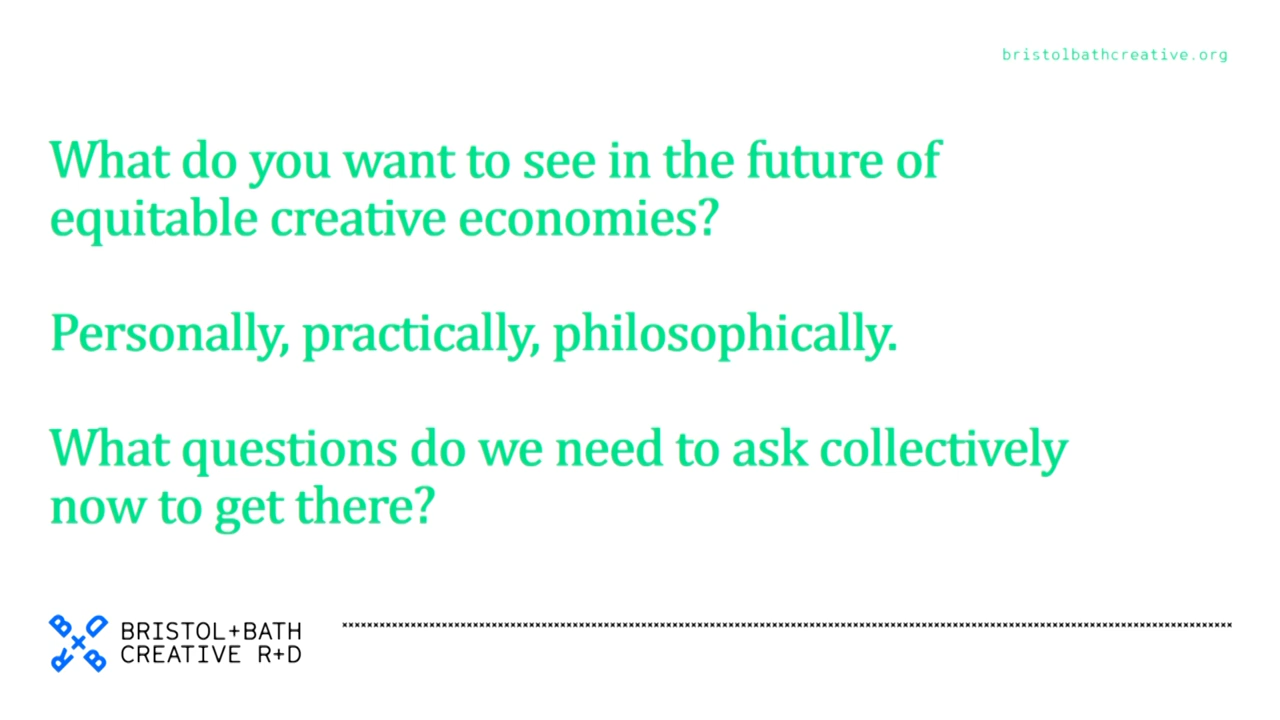 bristolbathcreative.org
What do you want to see in the future of
equitable creative economies?
Personally, practically, philosophically.
What questions do we need to ask collectively
now to get there?
B D
+
R B
BRISTOL+BATH
CREATIVE R+D